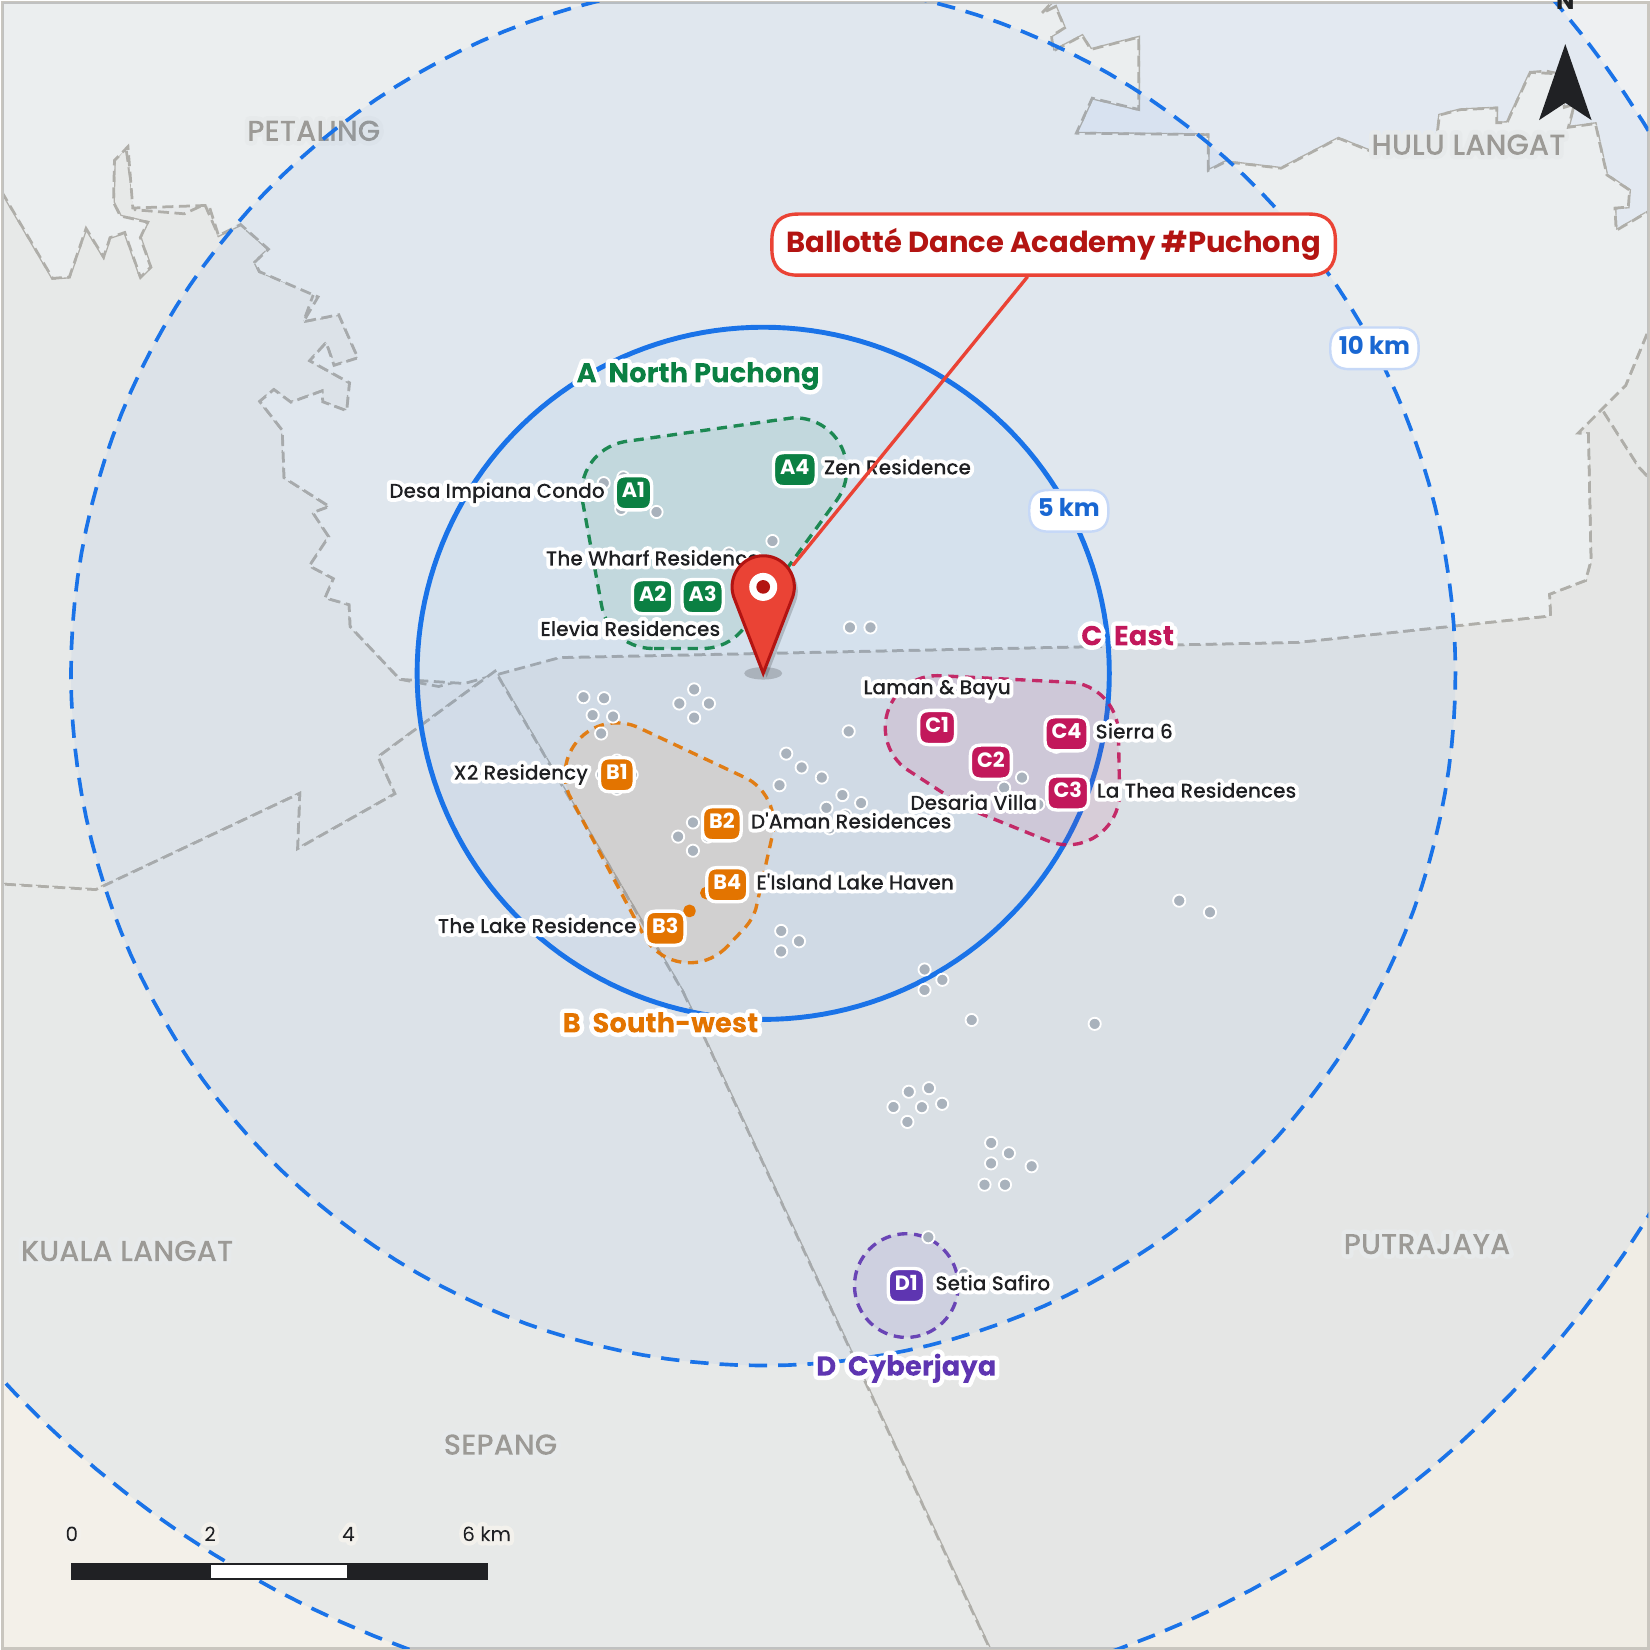 N
PETALING
HULU LANGAT
Ballotté Dance Academy #Puchong
10 km
A North Puchong
A4 Zen Residence
Desa Impiana Condo A1
5 km
The Wharf Residence
A2 A3
Elevia Residences
C East
Laman & Bayu
C1
C4 Sierra 6
C2
X2 Residency B1
C3 La Thea Residences
Desaria Villa
B2 D'Aman Residences
B4 E'Island Lake Haven
The Lake Residence B3
B South-west
KUALA LANGAT
PUTRAJAYA
D1 Setia Safiro
D Cyberjaya
SEPANG
0 2 4 6 km